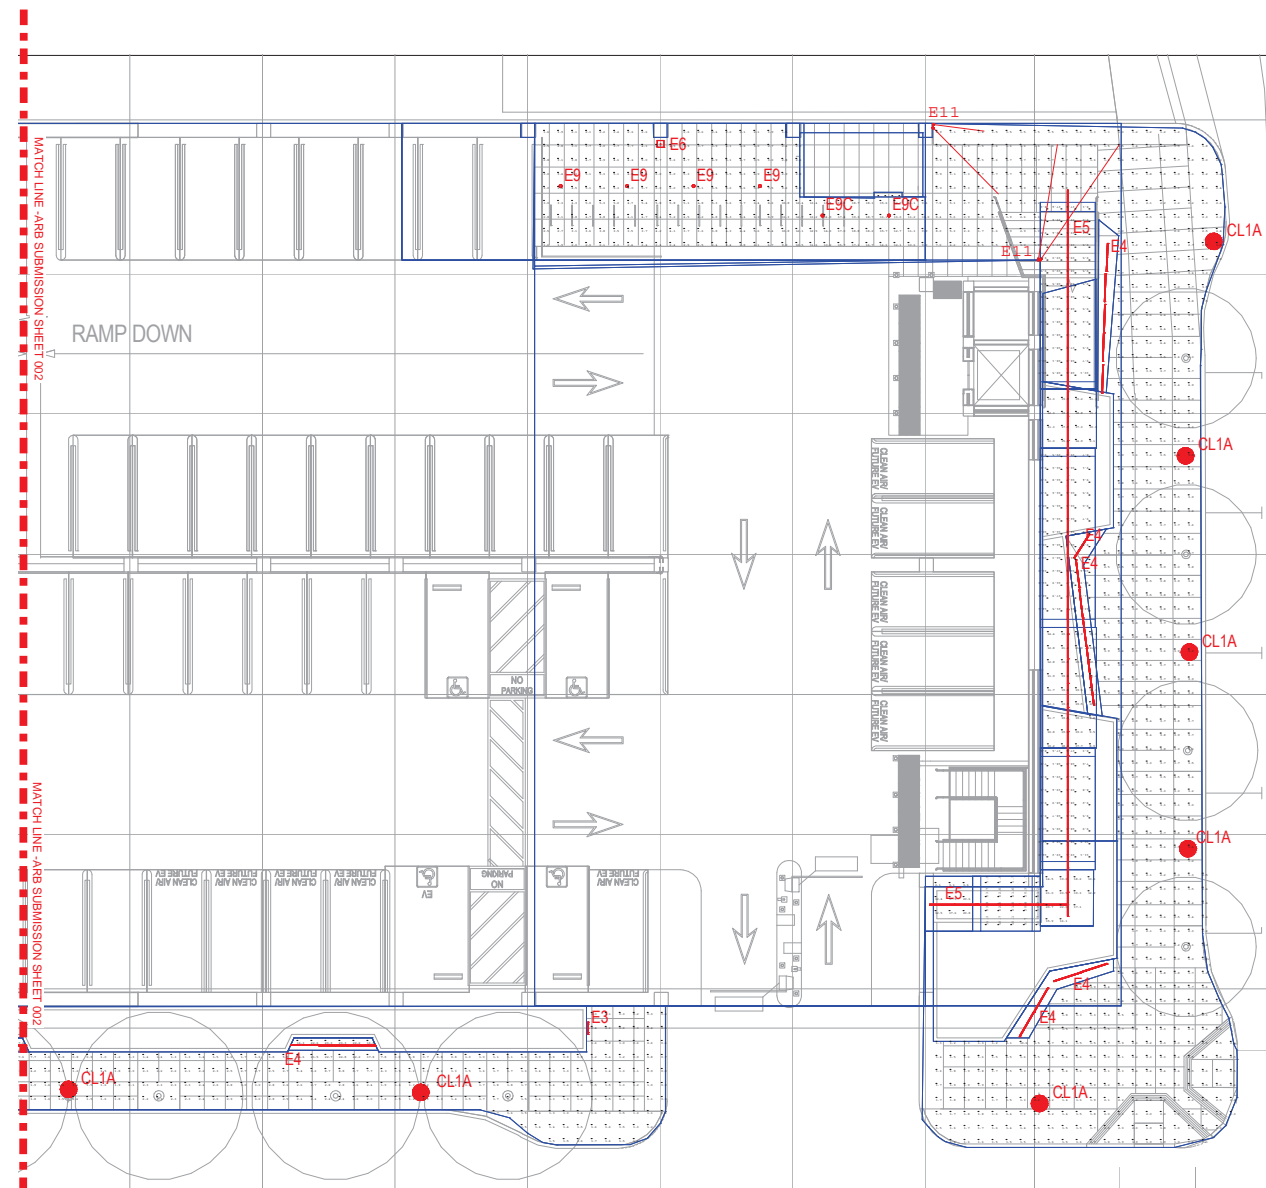 E11
MATCH LINE -ARB SUBMISSION SHEET 002
E6
E9
E9
E9
E9
E9C
E9C
E5
CL1A
E4
E11
RAMP DOWN
CLEAN AIR/
FUTURE EV
CL1A
CLEAN AIR/
FUTURE EV
E4
E4
CLEAN AIR/
FUTURE EV
CLEAN AIR/
FUTURE EV
CL1A
NO
PARKING
CLEAN AIR/
FUTURE EV
MATCH LINE -ARB SUBMISSION SHEET 002
CL1A
CLEAN AIR/
FUTURE EV
CLEAN AIR/
FUTURE EV
CLEAN AIR/
FUTURE EV
CLEAN AIR/
FUTURE EV
EV
NO
PARKING
CLEAN AIR/
FUTURE EV
E5
E4
E4
E3
E4
CL1A
CL1A
CL1A